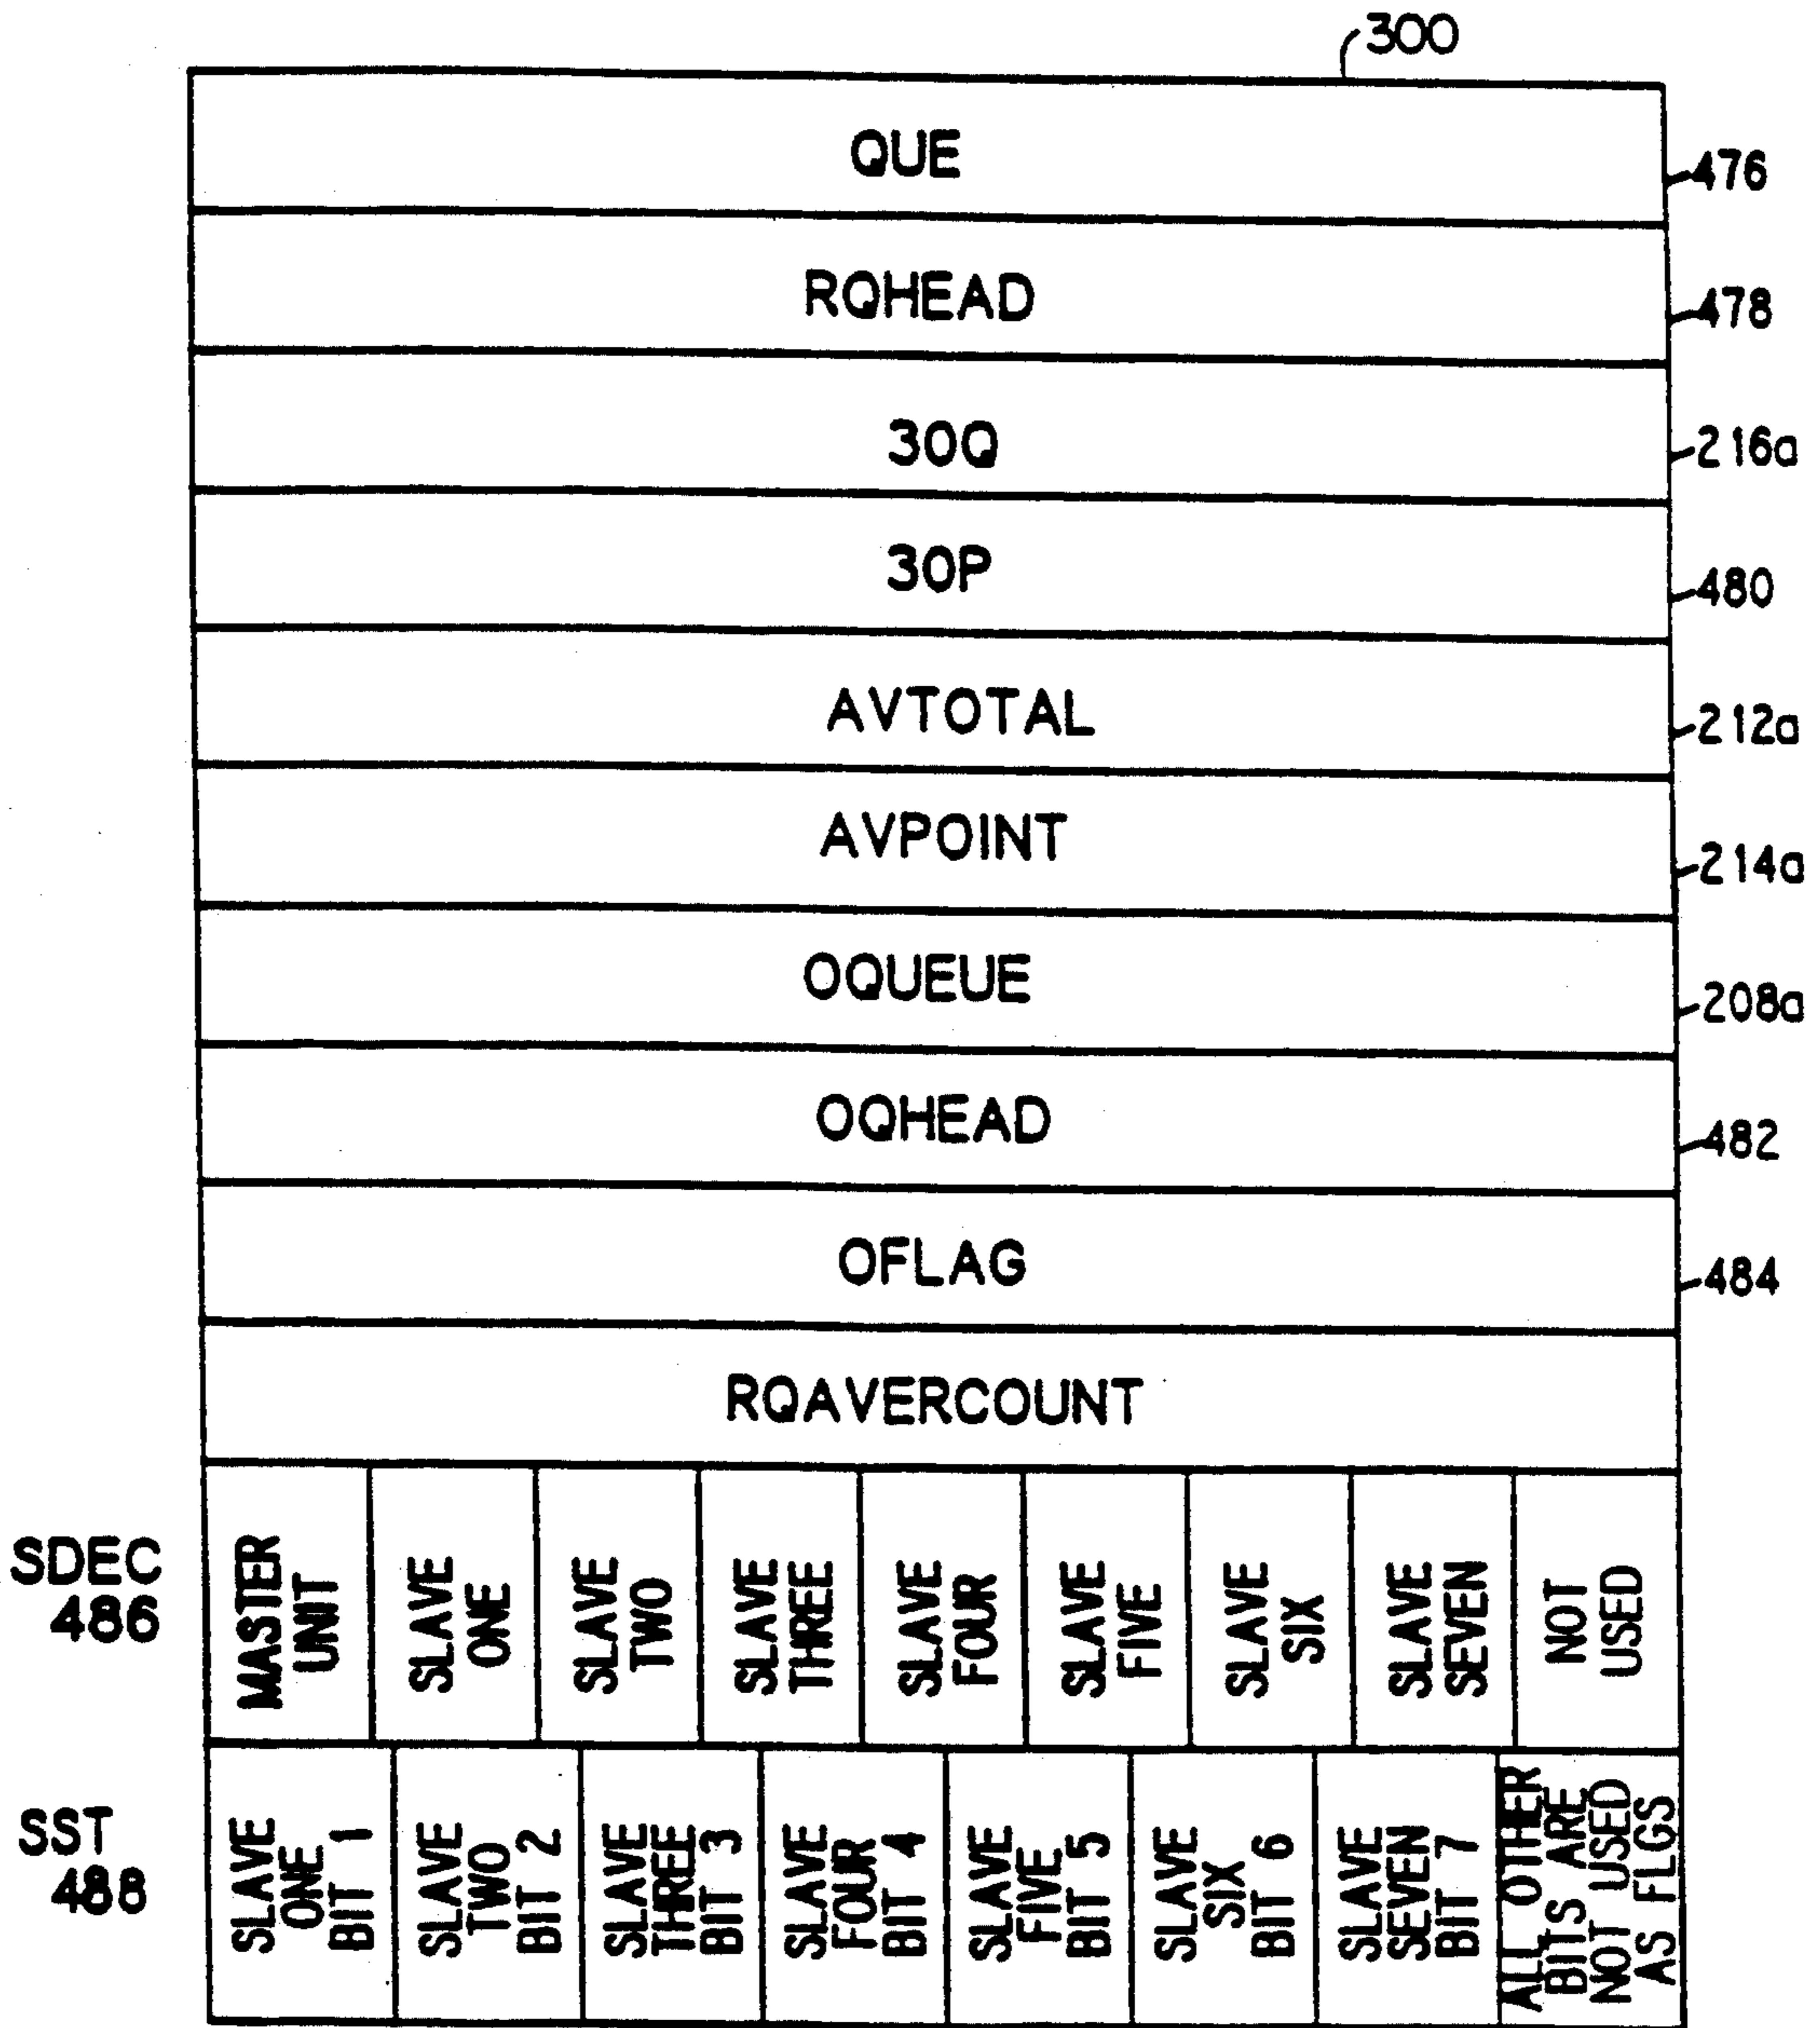 300
QUE
476
RQHEAD
478
30Q
216a
30P
480
AVTOTAL
212a
AVPOINT
214a
OQUEUE
208a
OQHEAD
482
OFLAG
484
RQAVERCOUNT
SDEC
486
MASTER
UNIT
SLAVE
ONE
SLAVE
TWO
SLAVE
THREE
SLAVE
FOUR
SLAVE
FIVE
SLAVE
SIX
SLAVE
SEVEN
NOT
USED
SST
488
SLAVE
ONE
BIT 1
SLAVE
TWO
BIT 2
SLAVE
THREE
BIT 3
SLAVE
FOUR
BIT 4
SLAVE
FIVE
BIT 5
SLAVE
SIX
BIT 6
SLAVE
SEVEN
BIT 7
ALL OTHER
BITS ARE
NOT USED
AS FLGS